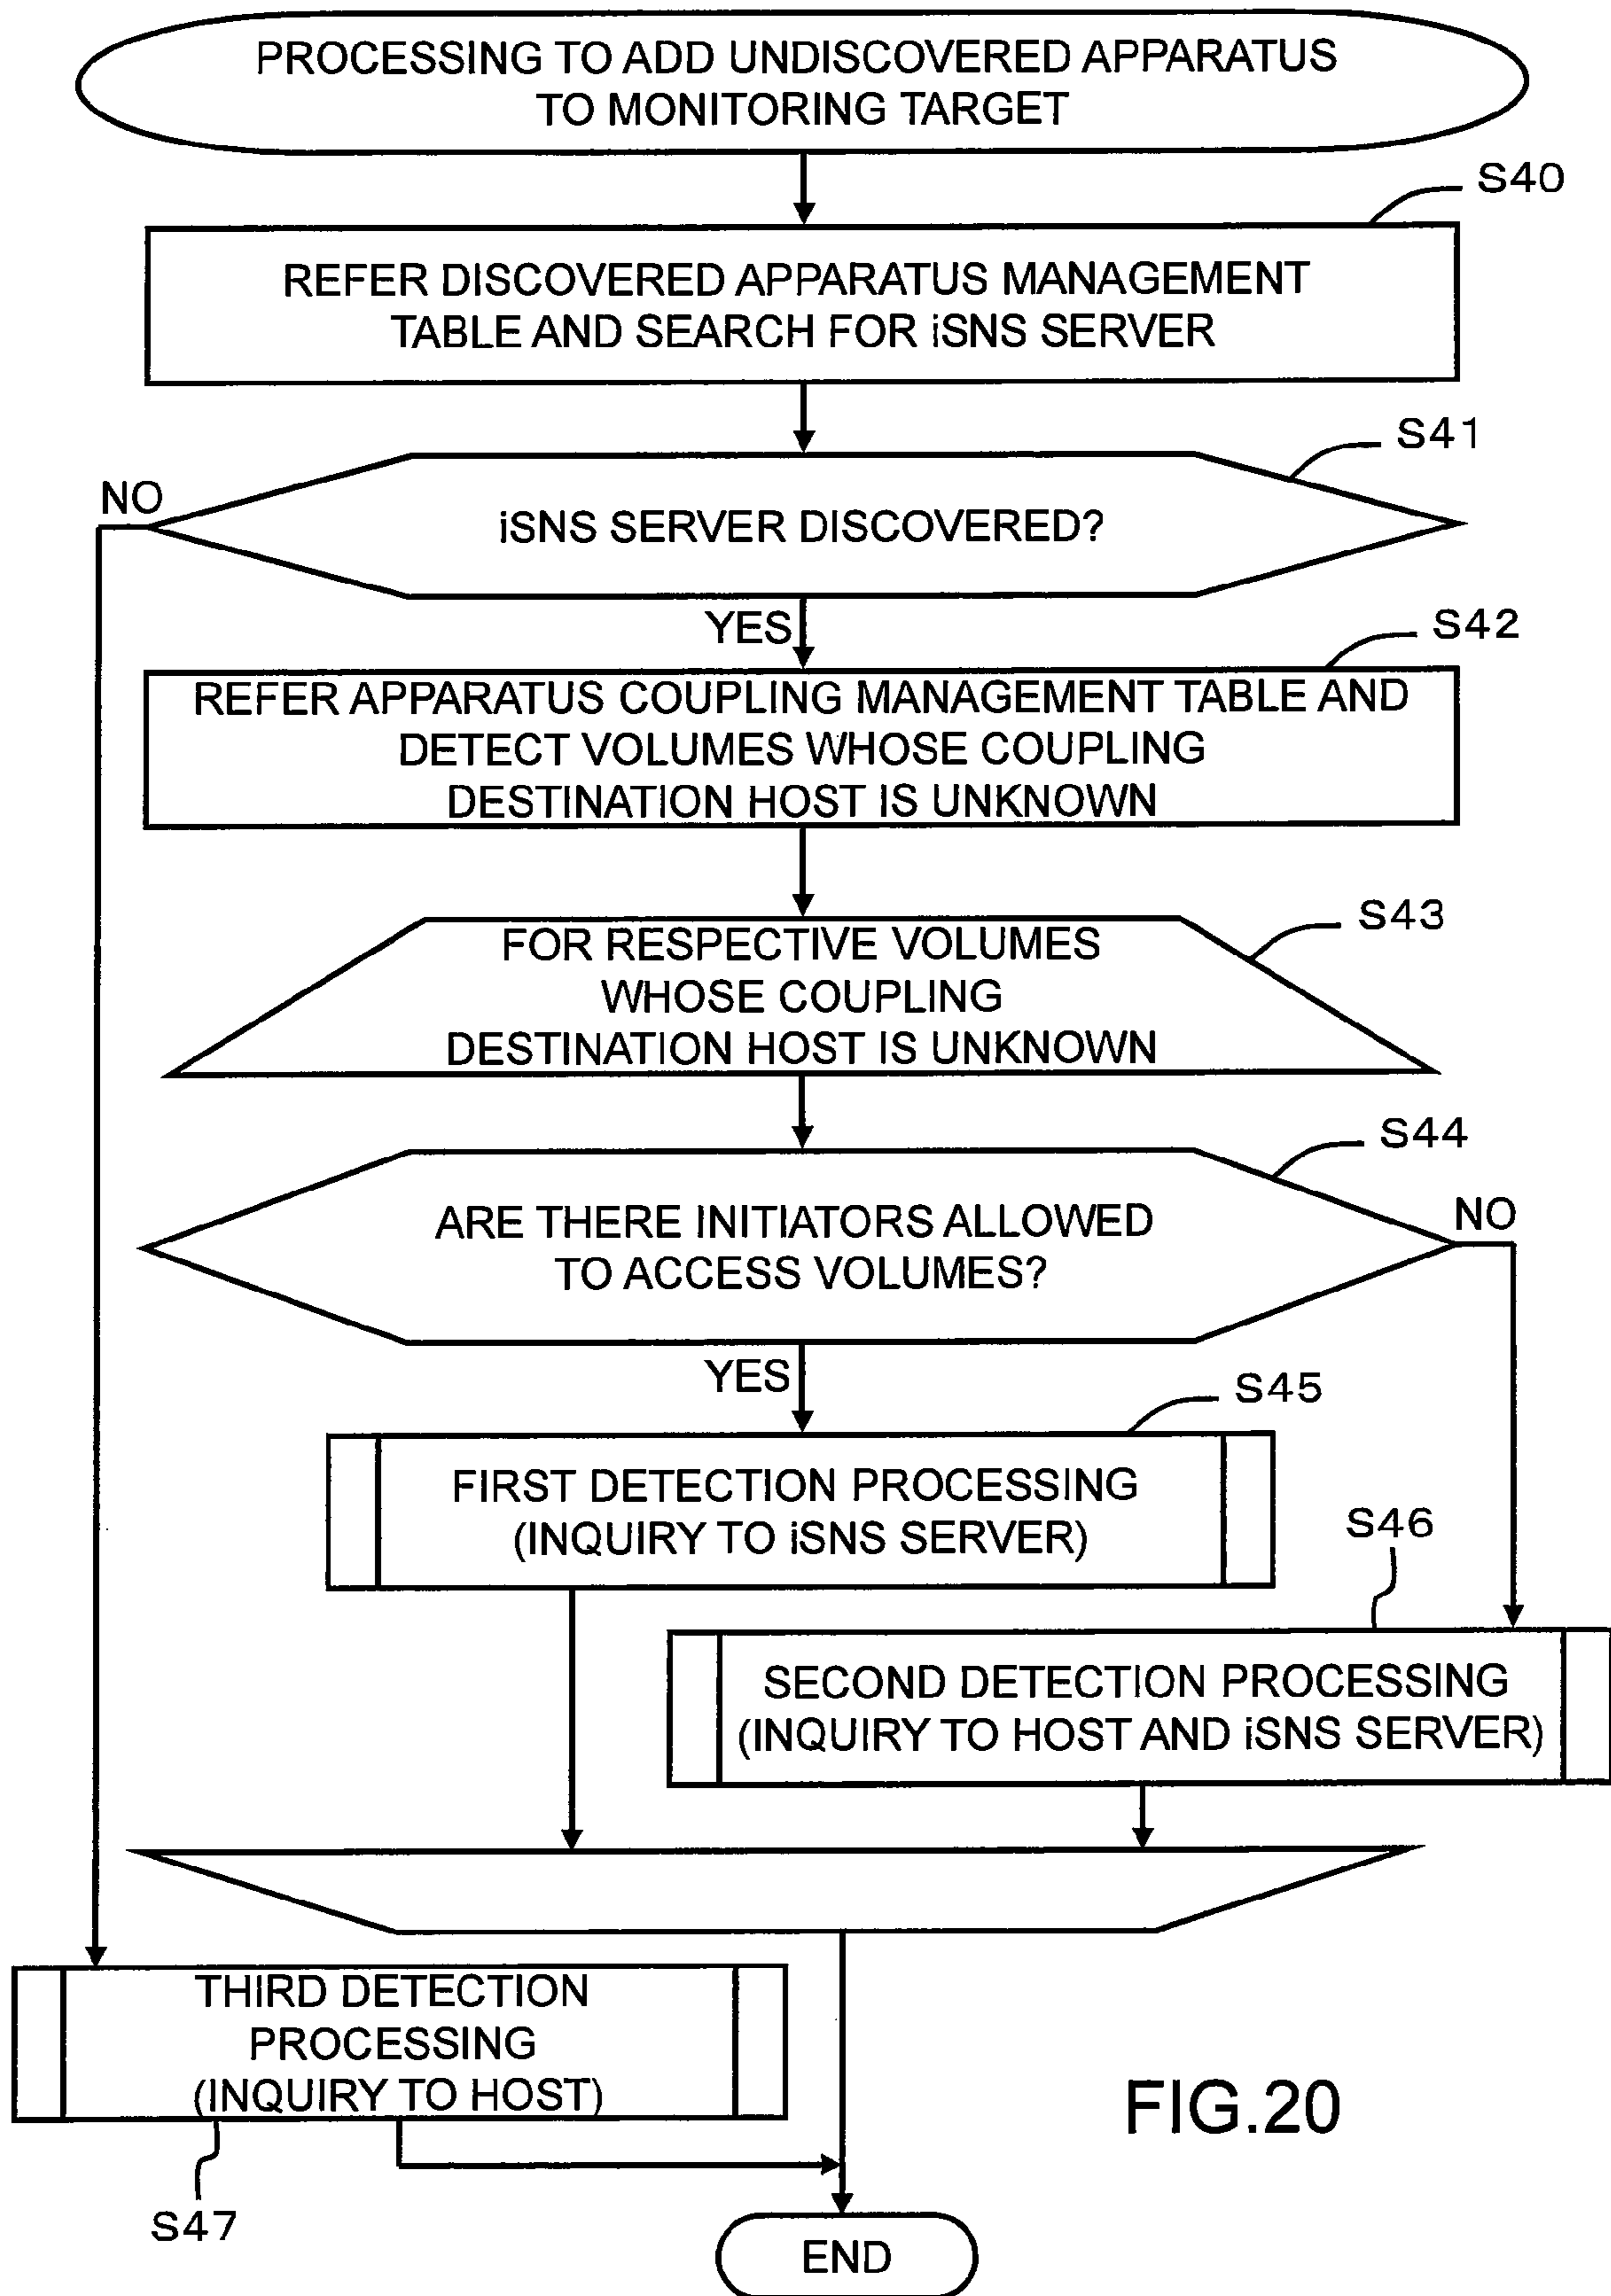 PROCESSING TO ADD UNDISCOVERED APPARATUS
TO MONITORING TARGET
S40
REFER DISCOVERED APPARATUS MANAGEMENT
TABLE AND SEARCH FOR iSNS SERVER
S41
NO
iSNS SERVER DISCOVERED?
YES
S42
REFER APPARATUS COUPLING MANAGEMENT TABLE AND
DETECT VOLUMES WHOSE COUPLING
DESTINATION HOST IS UNKNOWN
S43
FOR RESPECTIVE VOLUMES
WHOSE COUPLING
DESTINATION HOST IS UNKNOWN
S44
ARE THERE INITIATORS ALLOWED
TO ACCESS VOLUMES?
NO
YES
S45
FIRST DETECTION PROCESSING
(INQUIRY TO iSNS SERVER)
S46
SECOND DETECTION PROCESSING
(INQUIRY TO HOST AND iSNS SERVER)
THIRD DETECTION
PROCESSING
(INQUIRY TO HOST)
S47
FIG.20
END